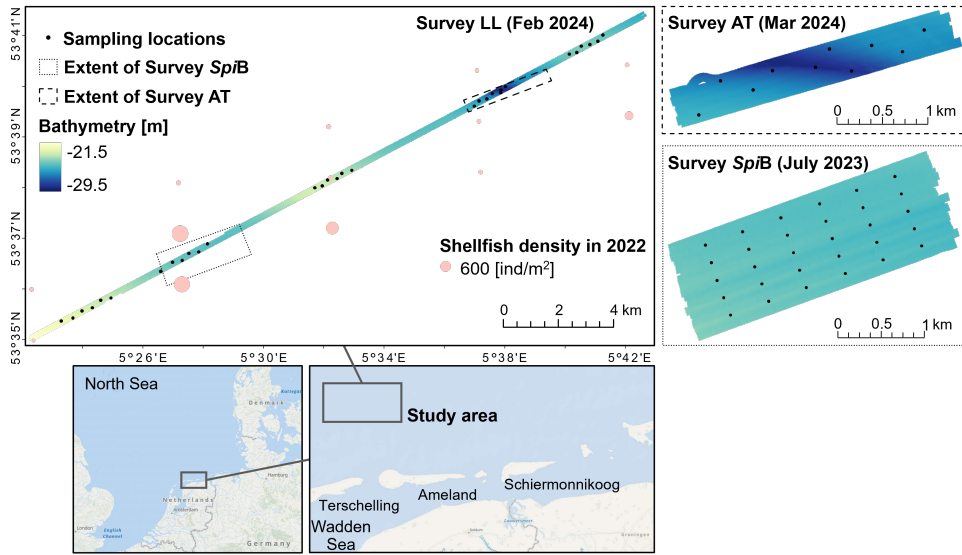 Survey LL (Feb 2024)
Sampling locations
Extent of Survey SpiB
Extent of Survey AT
Bathymetry [m]
-21.5
-29.5
Shellfish density in 2022
600 [ind/m²]
0 2 4 km
53°41'N
53°39'N
53°37'N
53°35'N
5°26'E
5°30'E
5°34'E
5°38'E
5°42'E
Survey AT (Mar 2024)
0 0.5 1 km
Survey SpiB (July 2023)
0 0.5 1 km
North Sea
Denmark
Hamburg
Netherlands
Amsterdam
London
English
Channel
Germany
Study area
Schiermonnikoog
Ameland
Terschelling
Wadden
Sea
Groningen